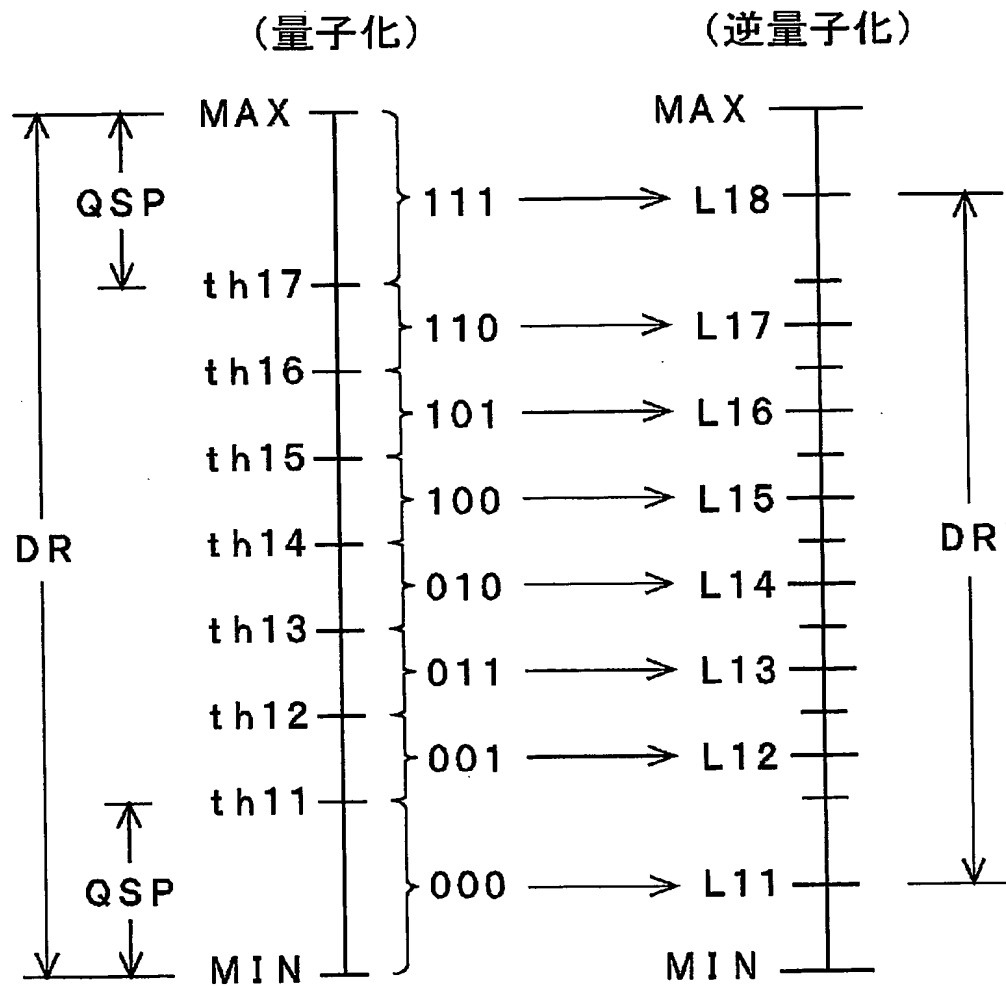 (量子化) (逆量子化)
MAX MAX
QSP 111 L18
th17
110 L17
th16
101 L16
th15
100 L15
DR th14 DR
010 L14
th13
011 L13
th12
001 L12
th11
QSP 000 L11
MIN MIN